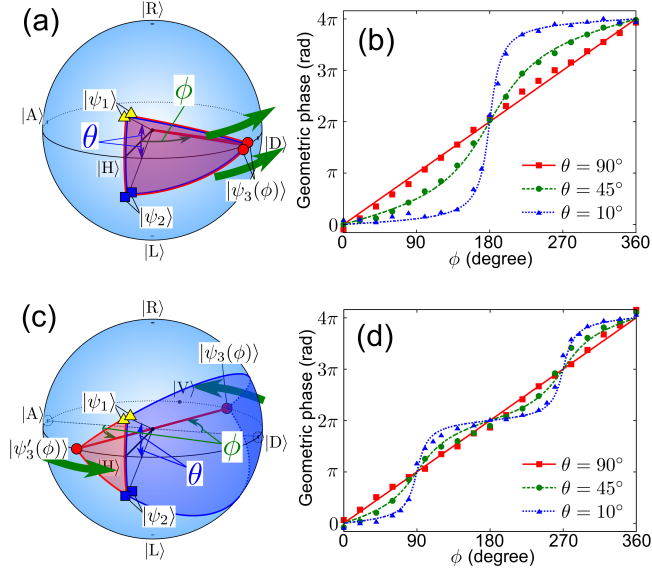 (a)
|R⟩
|ψ₁⟩
ϕ
|A⟩
θ
|D⟩
|H⟩
|ψ₃(ϕ)⟩
|ψ₂⟩
|L⟩
(b)
Geometric phase (rad)
4π
3π
2π
π
0
θ = 90°
θ = 45°
θ = 10°
0 90 180 270 360
ϕ (degree)
(c)
|R⟩
|ψ₃(ϕ)⟩
|ψ₁⟩
|V⟩
|A⟩
|ψ₃′(ϕ)⟩
ϕ
|D⟩
|H⟩
θ
|ψ₂⟩
|L⟩
(d)
Geometric phase (rad)
4π
3π
2π
π
0
θ = 90°
θ = 45°
θ = 10°
0 90 180 270 360
ϕ (degree)